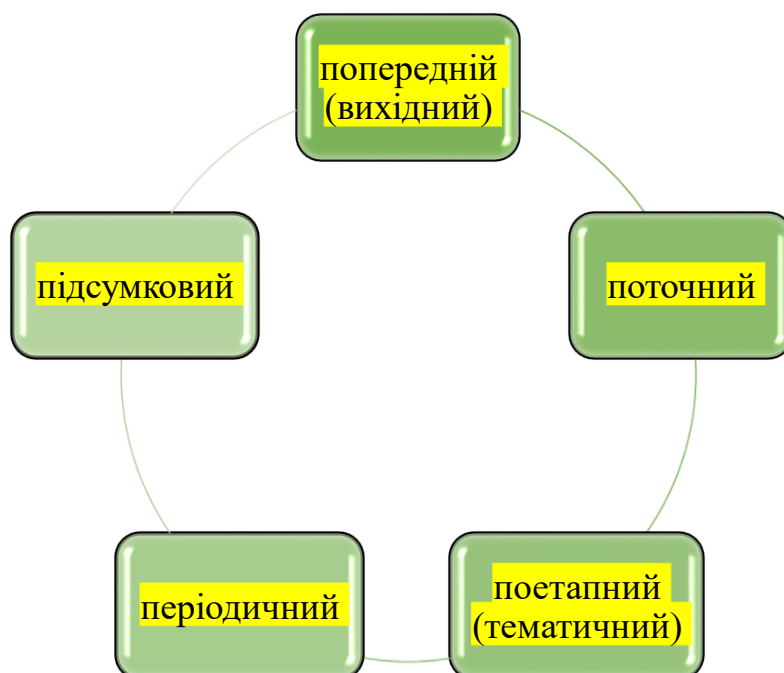 попередній
(вихідний)
поточний
поетапний
(тематичний)
періодичний
підсумковий